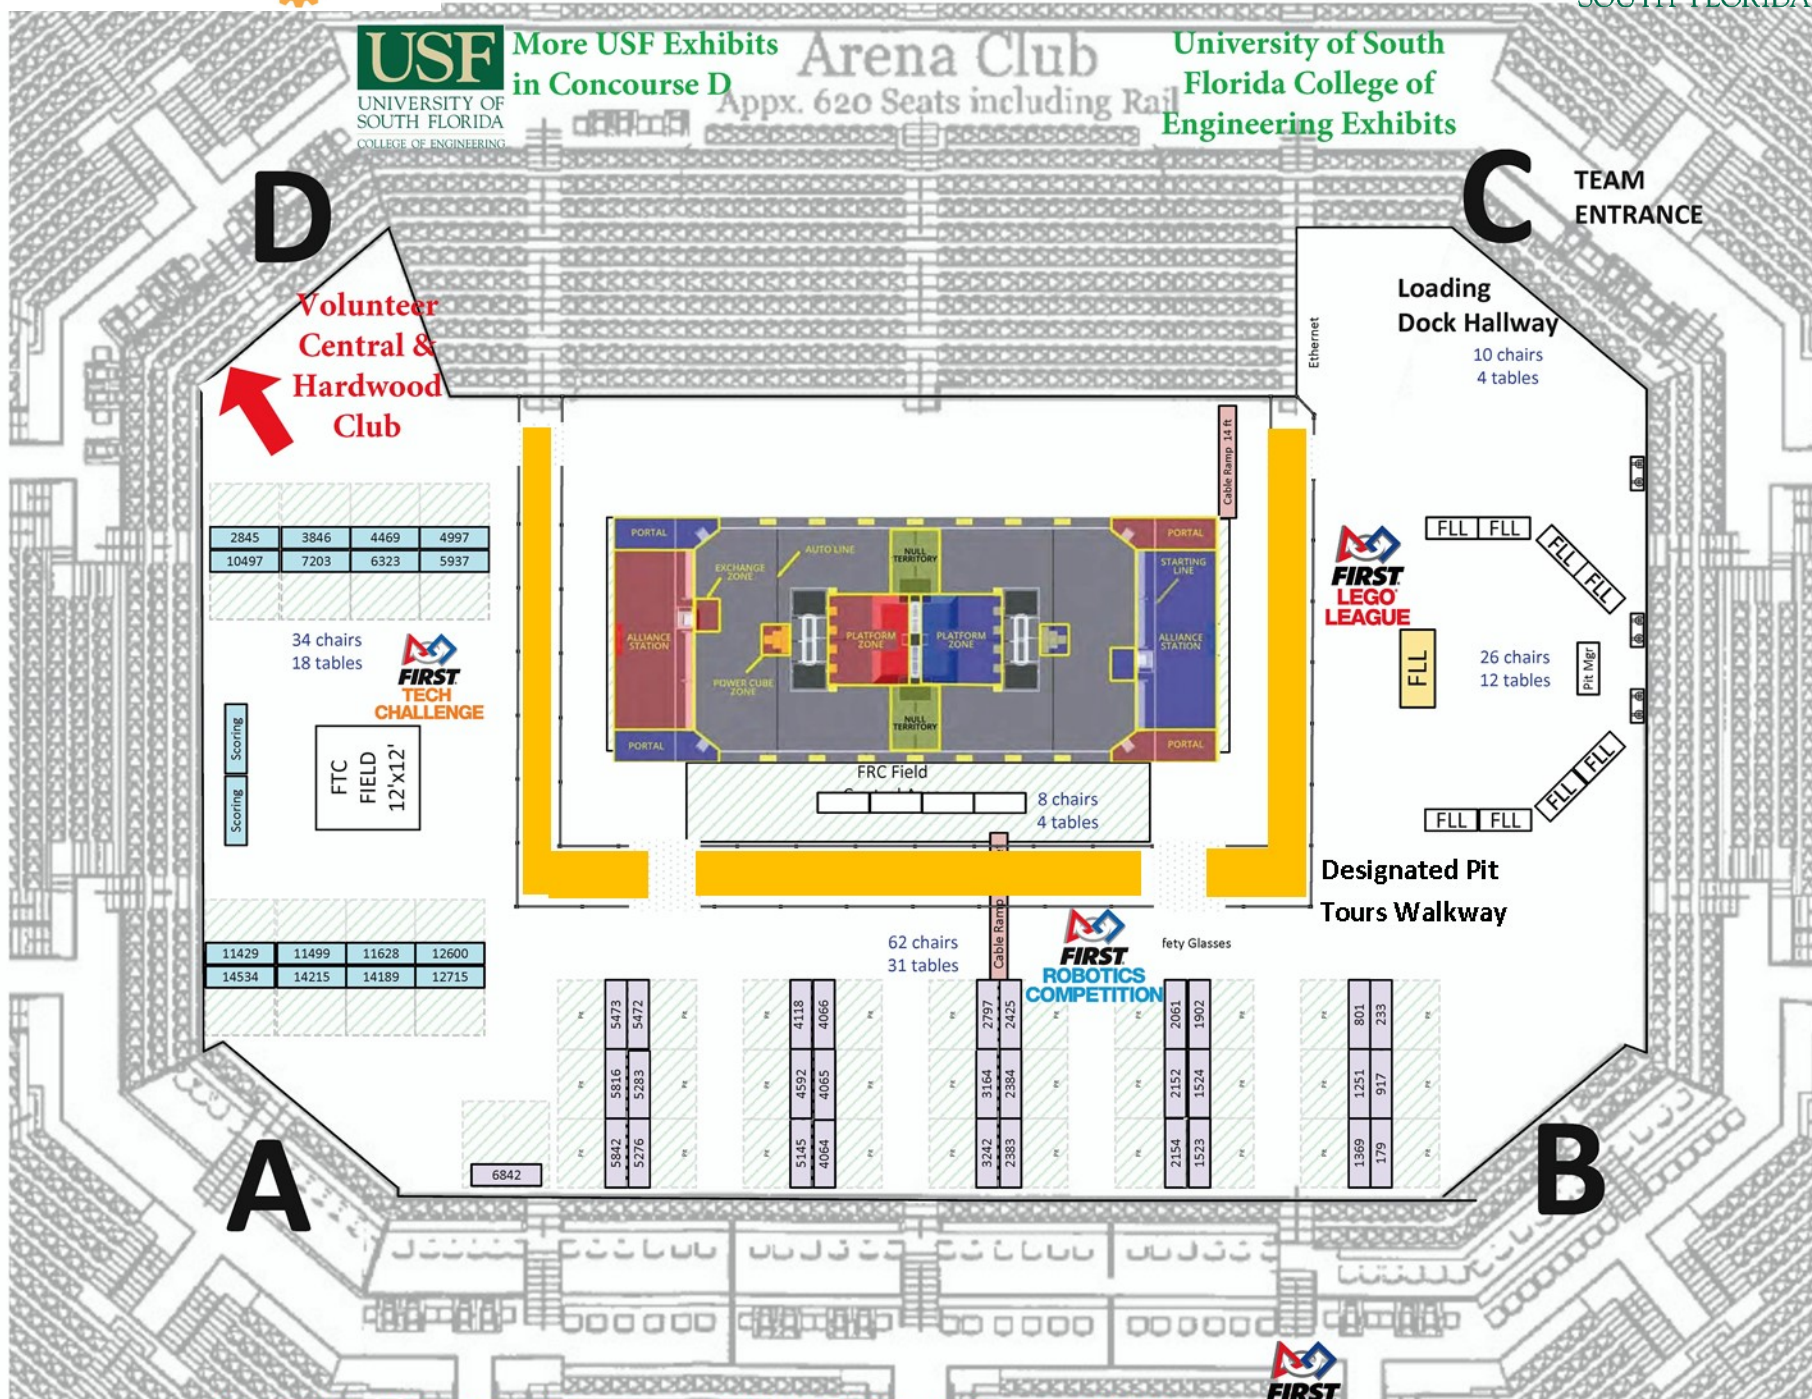 SOUTH FLORIDA
USF
UNIVERSITY OF
SOUTH FLORIDA
COLLEGE OF ENGINEERING
More USF Exhibits
in Concourse D
Arena Club
Appx. 620 Seats including Rail
University of South
Florida College of
Engineering Exhibits
D
C
TEAM
ENTRANCE
Volunteer
Central &
Hardwood
Club
Ethernet
Loading
Dock Hallway
10 chairs
4 tables
Cable Ramp 14 ft
2845 3846 4469 4997
10497 7203 6323 5937
34 chairs
18 tables
FIRST
TECH
CHALLENGE
Scoring
Scoring
FTC
FIELD
12'x12'
PORTAL
AUTO LINE
NULL
TERRITORY
PORTAL
EXCHANGE
ZONE
STARTING
LINE
ALLIANCE
STATION
PLATFORM
ZONE
PLATFORM
ZONE
ALLIANCE
STATION
POWER CUBE
ZONE
NULL
TERRITORY
PORTAL
PORTAL
FRC Field
8 chairs
4 tables
FIRST
LEGO
LEAGUE
FLL FLL
FLL FLL
FLL
26 chairs
12 tables
Pit Mgr
FLL FLL
FLL FLL
Designated Pit
Tours Walkway
11429 11499 11628 12600
14534 14215 14189 12715
62 chairs
31 tables
Cable Ramp
FIRST
ROBOTICS
COMPETITION
fety Glasses
5473 5472 4118 4066 2797 2425 2061 1902 801 233
5816 5283 4592 4065 3164 2384 2152 1524 1251 917
5842 5276 5145 4064 3242 2383 2154 1523 1369 179
6842
A
B
FIRST